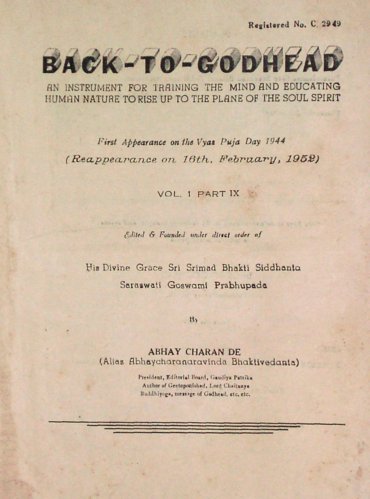 Registered No. C. 2949
BACK-TO-GODHEAD
AN INSTRUMENT FOR TRAINING THE MIND AND EDUCATING
HUMAN NATURE TO RISE UP TO THE PLANE OF THE SOUL SPIRIT
First Appearance on the Vyas Puja Day 1944
(Reappearance on 16th, February, 1952)
VOL. 1 PART IX
Edited & Founded under direct order of
His Divine Grace Sri Srimad Bhakti Siddhanta
Saraswati Goswami Prabhupada
By
ABHAY CHARAN DE
(Alias Abhaycharanaravinda Bhaktivedanta)
President, Editorial Board, Gaudiya Patrika
Author of Geetopanishad, Lord Chaitanya
Buddhiyoga, message of Godhead, etc. etc.